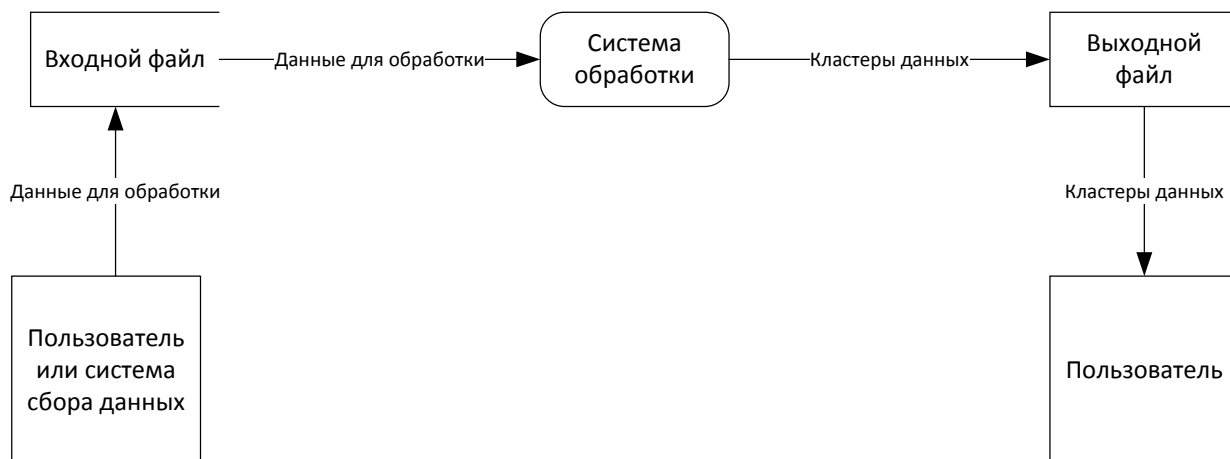 Входной файл
Данные для обработки
Система
обработки
Кластеры данных
Выходной
файл
Данные для обработки
Кластеры данных
Пользователь
или система
сбора данных
Пользователь